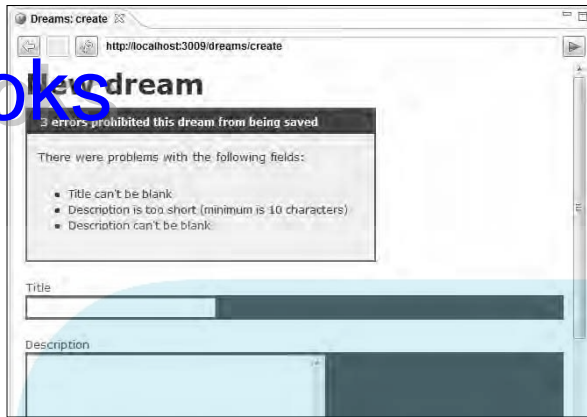 Dreams: create
http://localhost:3009/dreams/create
New dream
oks
3 errors prohibited this dream from being saved
There were problems with the following fields:
Title can't be blank
Description is too short (minimum is 10 characters)
Description can't be blank
Title
Description